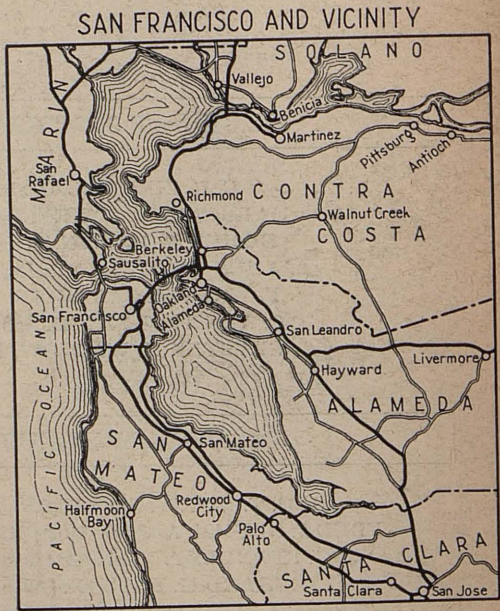 SAN FRANCISCO AND VICINITY
SOLANO
Vallejo
Benicia
Martinez
MARIN
San
Rafael
Pittsburg
Antioch
Richmond
CONTRA
COSTA
Walnut Creek
Berkeley
Sausalito
Oakland
Alameda
San Francisco
San Leandro
Livermore
Hayward
ALAMEDA
PACIFIC OCEAN
SAN
MATEO
San Mateo
Redwood
City
Halfmoon
Bay
Palo
Alto
SANTA CLARA
Santa Clara
San Jose